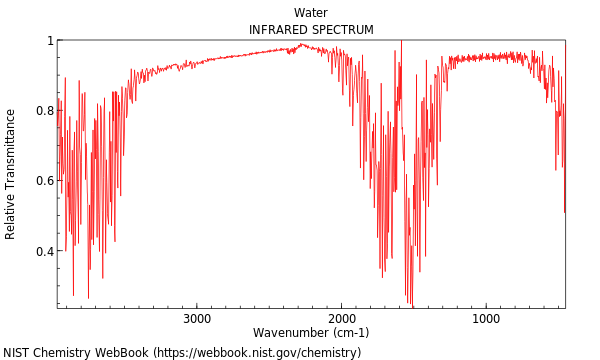 Water
INFRARED SPECTRUM
1
0.8
0.6
0.4
Relative Transmittance
3000 2000 1000
Wavenumber (cm-1)
NIST Chemistry WebBook (https://webbook.nist.gov/chemistry)